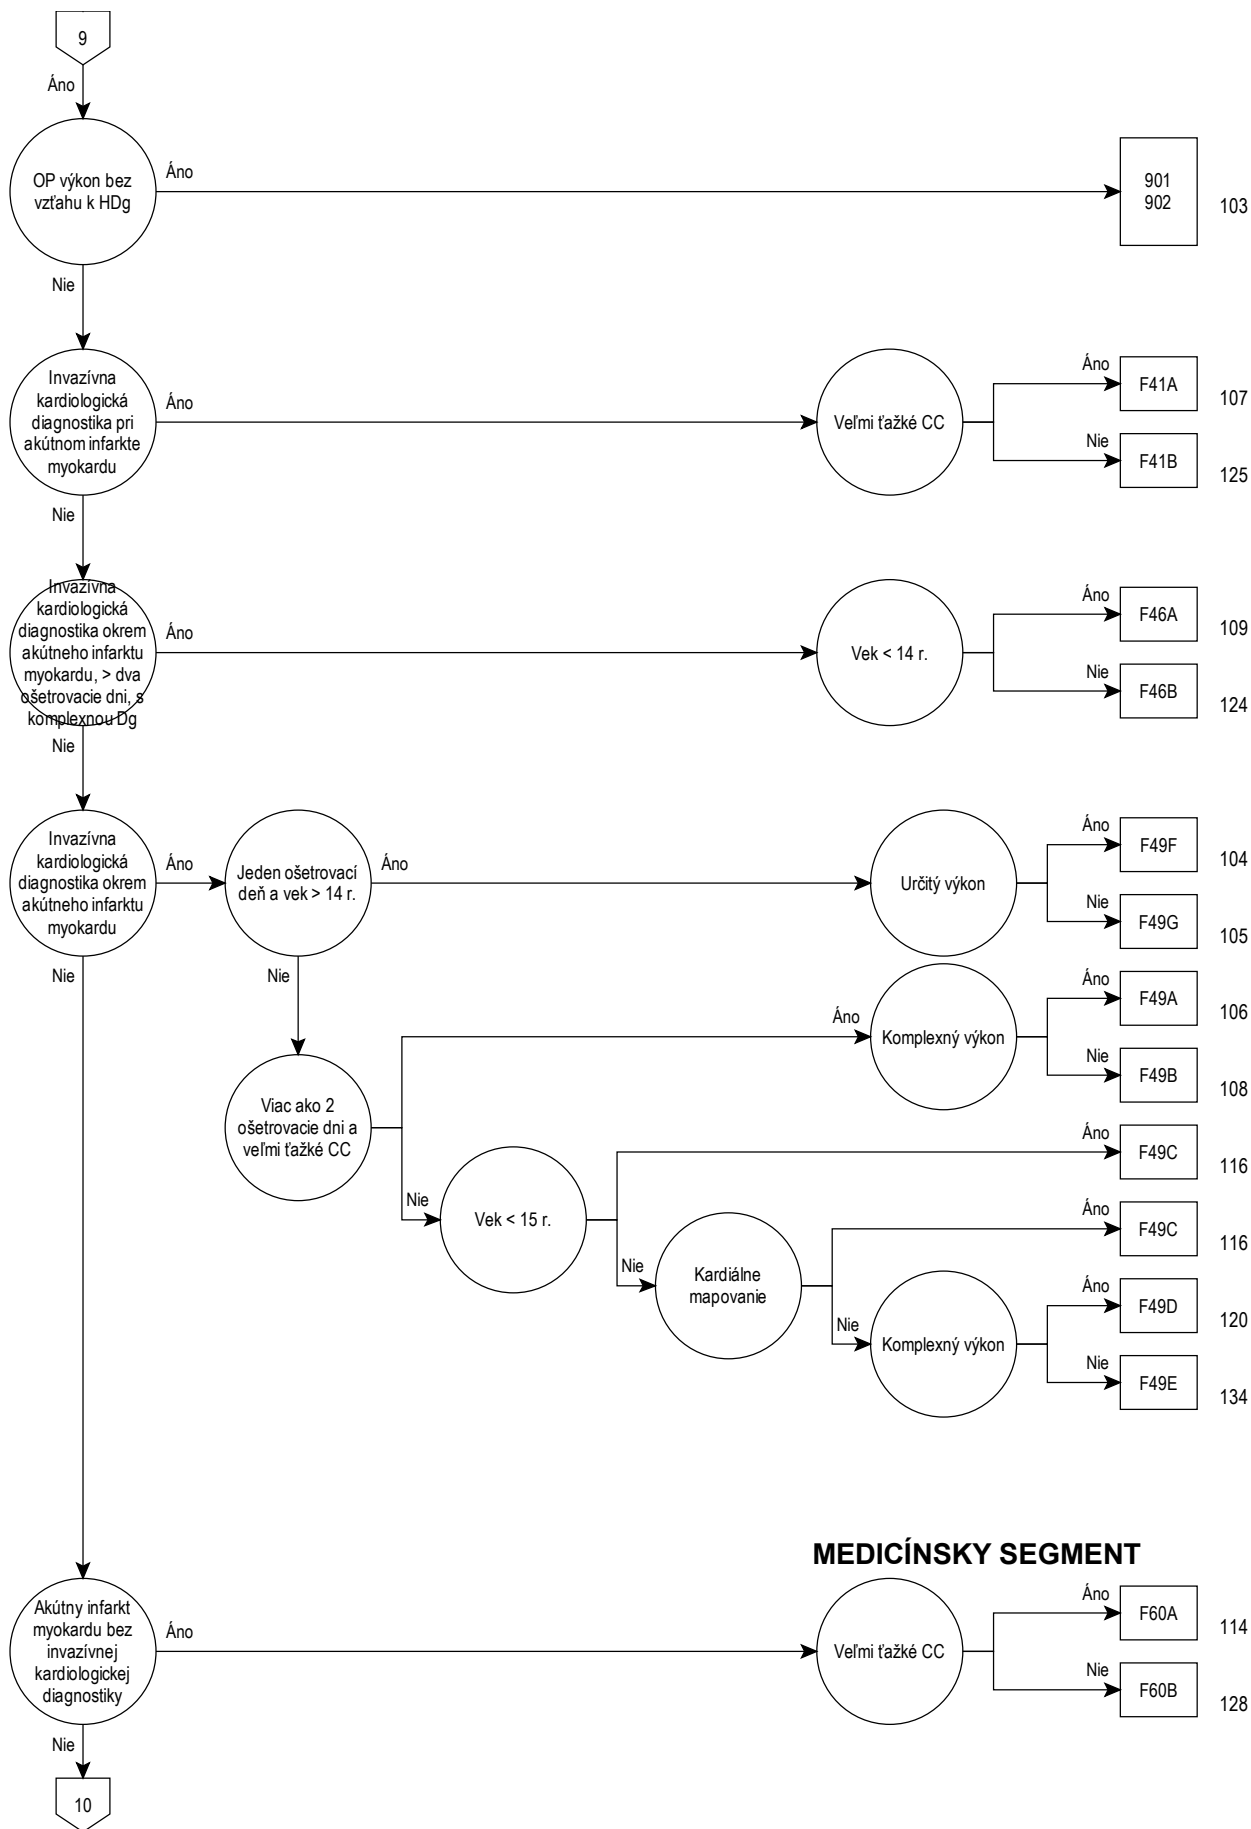 9
Áno
OP výkon bez
vzťahu k HDg
Áno
901
902
103
Nie
Invazívna
kardiologická
diagnostika pri
akútnom infarkte
myokardu
Áno
Veľmi ťažké CC
Áno
F41A
107
Nie
F41B
125
Nie
Invazívna
kardiologická
diagnostika okrem
akútneho infarktu
myokardu, > dva
ošetrovacie dni, s
komplexnou Dg
Áno
Vek < 14 r.
Áno
F46A
109
Nie
F46B
124
Nie
Invazívna
kardiologická
diagnostika okrem
akútneho infarktu
myokardu
Áno
Jeden ošetrovací
deň a vek > 14 r.
Áno
Určitý výkon
Áno
F49F
104
Nie
F49G
105
Nie
Nie
Viac ako 2
ošetrovacie dni a
veľmi ťažké CC
Áno
Komplexný výkon
Áno
F49A
106
Nie
F49B
108
Nie
Vek < 15 r.
Áno
F49C
116
Nie
Kardiálne
mapovanie
Áno
F49C
116
Nie
Komplexný výkon
Áno
F49D
120
Nie
F49E
134
MEDICÍNSKY SEGMENT
Akútny infarkt
myokardu bez
invazívnej
kardiologickej
diagnostiky
Áno
Veľmi ťažké CC
Áno
F60A
114
Nie
F60B
128
Nie
10